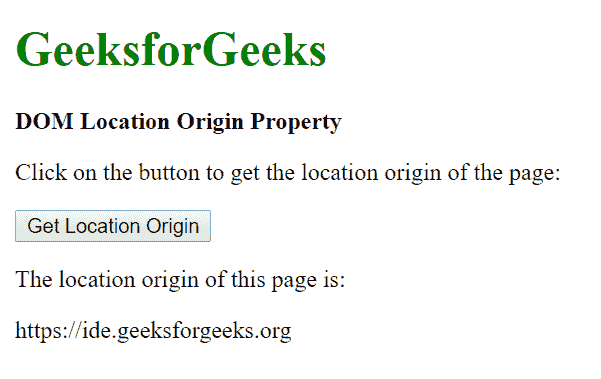 GeeksforGeeks
DOM Location Origin Property
Click on the button to get the location origin of the page:
Get Location Origin
The location origin of this page is:
https://ide.geeksforgeeks.org